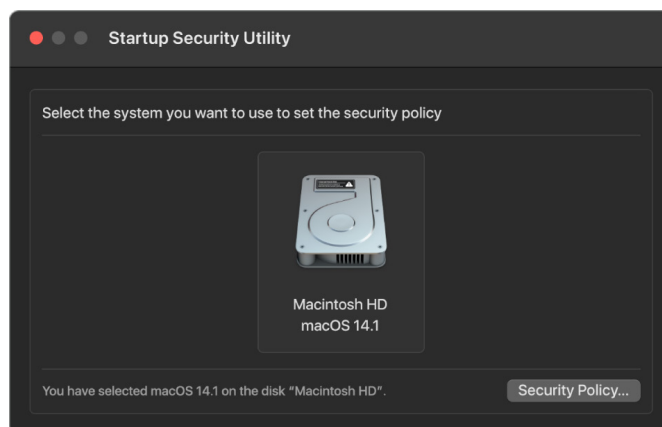 Startup Security Utility
Select the system you want to use to set the security policy
Macintosh HD
macOS 14.1
You have selected macOS 14.1 on the disk “Macintosh HD”.
Security Policy...